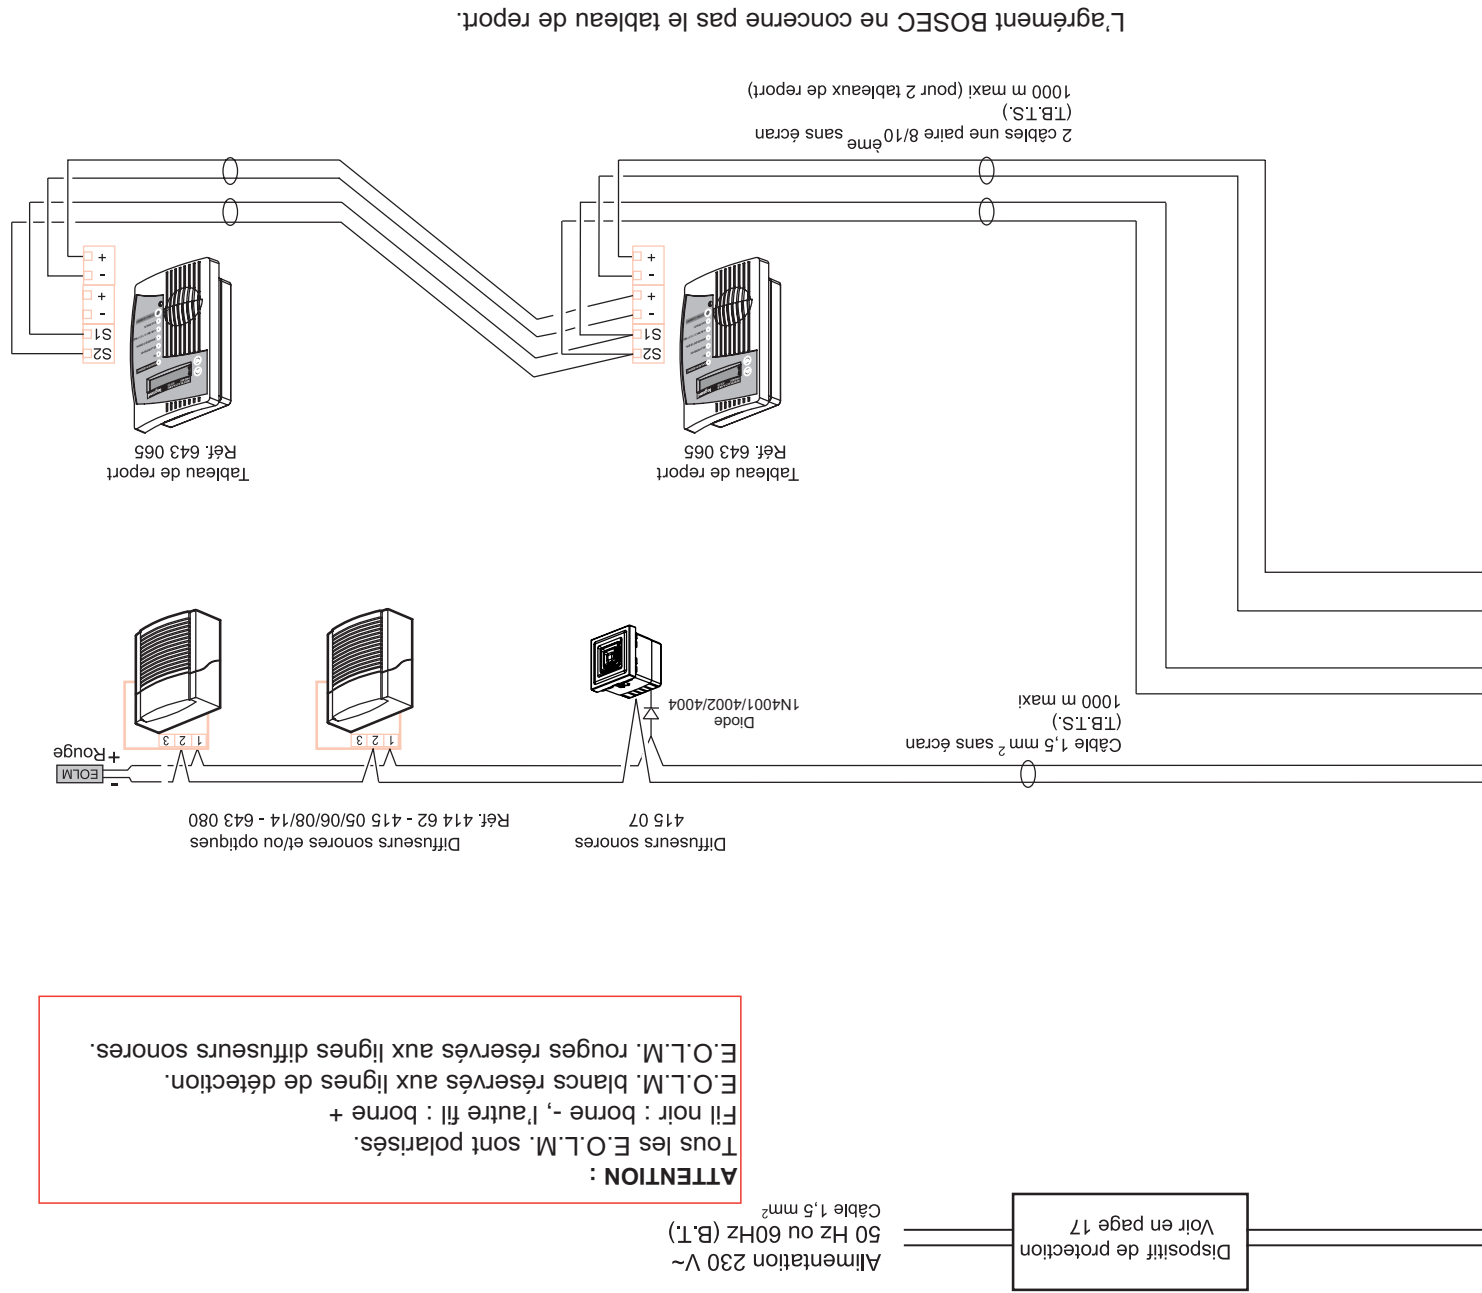 Alimentation 230 V~
50 Hz ou 60Hz (B.T.)
Câble 1,5 mm²
Dispositif de protection
Voir en page 17
ATTENTION :
Tous les E.O.L.M. sont polarisés.
Fil noir : borne -, l'autre fil : borne +
E.O.L.M. blancs réservés aux lignes de détection.
E.O.L.M. rouges réservés aux lignes diffuseurs sonores.
Diffuseurs sonores
415 07
Diffuseurs sonores et/ou optiques
Réf. 414 62 - 415 05/06/08/14 - 643 080
-
EOLM
+Rouge
Câble 1,5 mm² sans écran
(T.B.T.S.)
1000 m maxi
Diode
1N4001/4002/4004
1 2 3
1 2 3
Tableau de report
Réf. 643 065
Tableau de report
Réf. 643 065
S2
S1
-
+
-
+
S2
S1
-
+
-
+
2 câbles une paire 8/10ème sans écran
(T.B.T.S.)
1000 m maxi (pour 2 tableaux de report)
L'agrément BOSEC ne concerne pas le tableau de report.